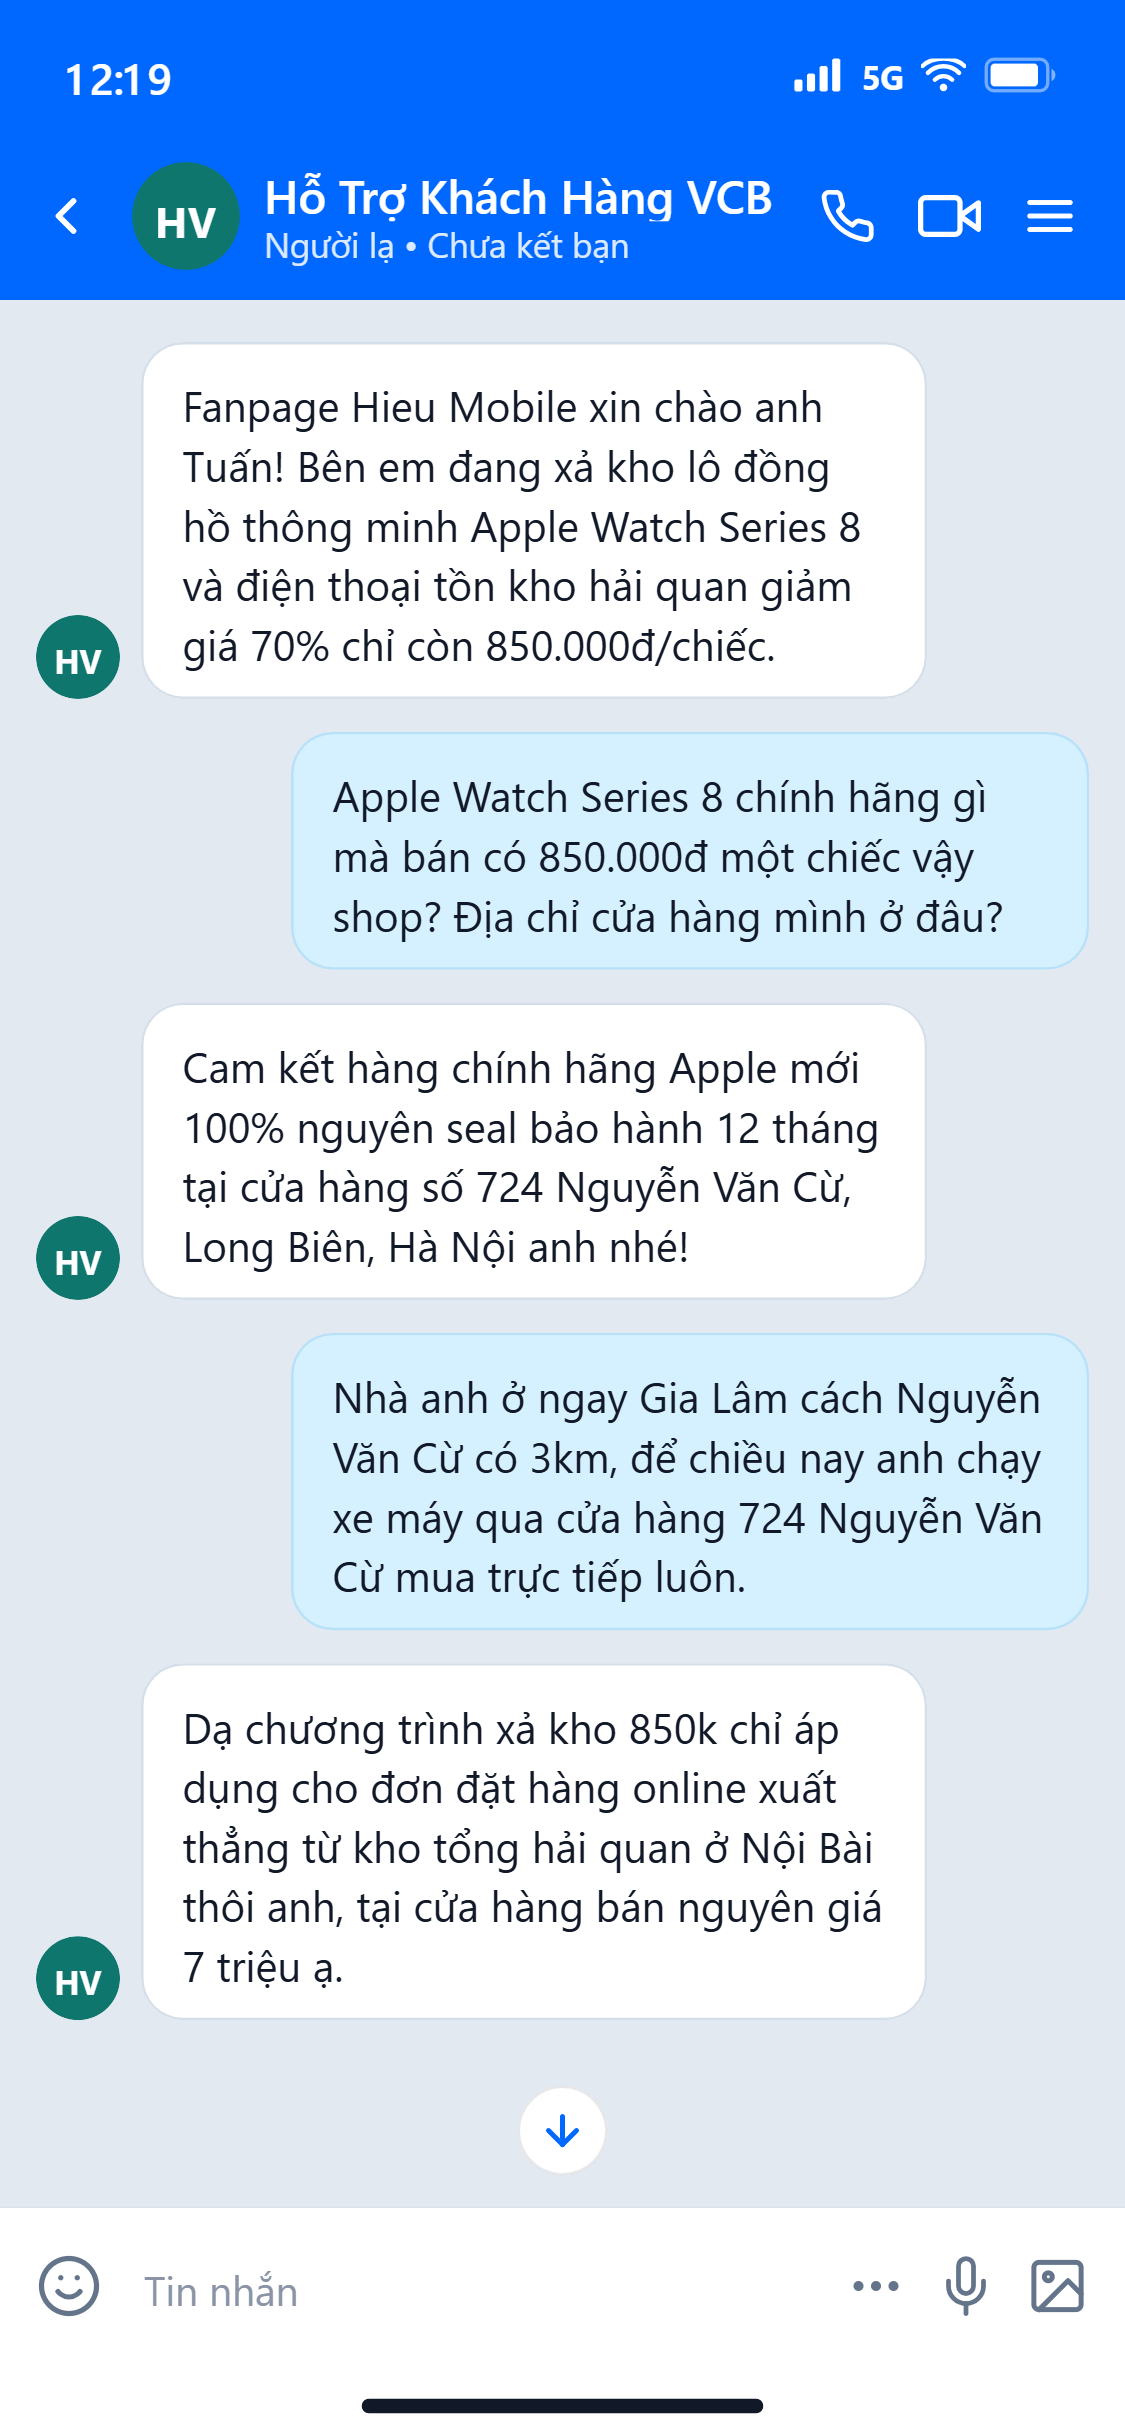 12:19
5G
HV
Hỗ Trợ Khách Hàng VCB
Người lạ • Chưa kết bạn
Fanpage Hieu Mobile xin chào anh
Tuấn! Bên em đang xả kho lô đồng
hồ thông minh Apple Watch Series 8
và điện thoại tồn kho hải quan giảm
giá 70% chỉ còn 850.000đ/chiếc.
HV
Apple Watch Series 8 chính hãng gì
mà bán có 850.000đ một chiếc vậy
shop? Địa chỉ cửa hàng mình ở đâu?
Cam kết hàng chính hãng Apple mới
100% nguyên seal bảo hành 12 tháng
tại cửa hàng số 724 Nguyễn Văn Cừ,
Long Biên, Hà Nội anh nhé!
HV
Nhà anh ở ngay Gia Lâm cách Nguyễn
Văn Cừ có 3km, để chiều nay anh chạy
xe máy qua cửa hàng 724 Nguyễn Văn
Cừ mua trực tiếp luôn.
Dạ chương trình xả kho 850k chỉ áp
dụng cho đơn đặt hàng online xuất
thẳng từ kho tổng hải quan ở Nội Bài
thôi anh, tại cửa hàng bán nguyên giá
7 triệu ạ.
HV
Tin nhắn